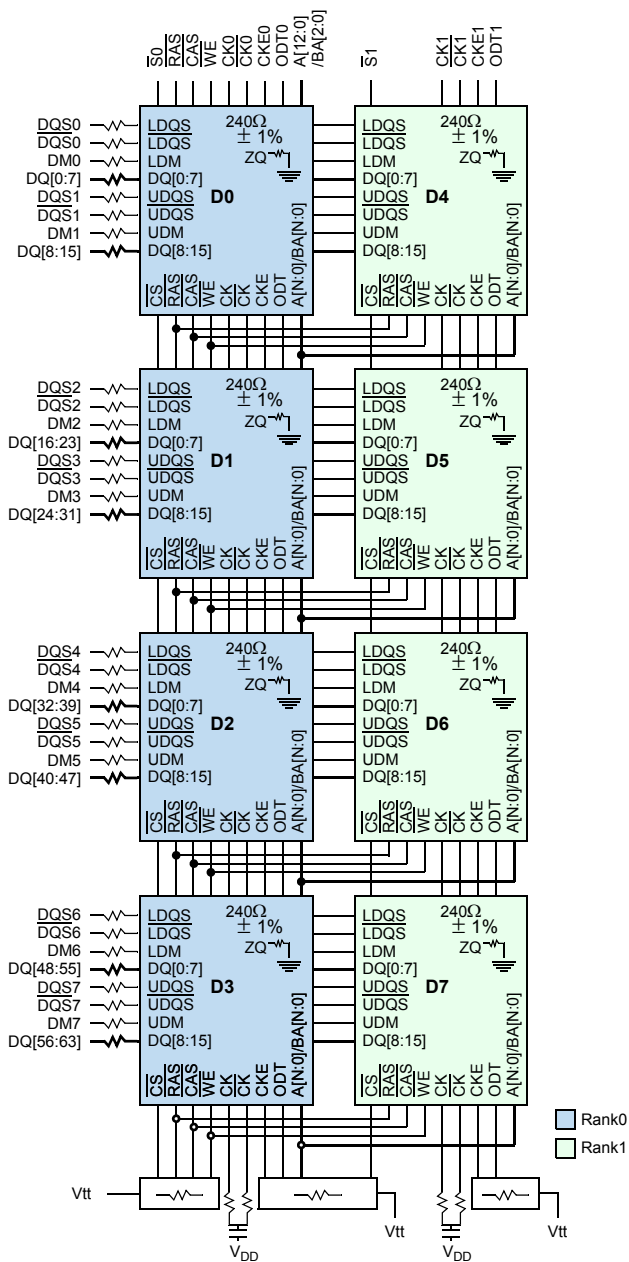 S0 RAS CAS WE CK0 CK0 CKE0 ODT0 A[12:0] /BA[2:0] S1 CK1 CK1 CKE1 ODT1
DQS0 LDQS 240Ω LDQS 240Ω
DQS0 LDQS ± 1% LDQS ± 1%
DM0 LDM ZQ LDM ZQ
DQ[0:7] DQ[0:7] DQ[0:7]
DQS1 UDQS D0 UDQS D4
DQS1 UDQS UDQS
DM1 UDM UDM
DQ[8:15] DQ[8:15] DQ[8:15]
CS RAS CAS WE CK CK CKE ODT A[N:0]/BA[N:0] CS RAS CAS WE CK CK CKE ODT A[N:0]/BA[N:0]
DQS2 LDQS 240Ω LDQS 240Ω
DQS2 LDQS ± 1% LDQS ± 1%
DM2 LDM ZQ LDM ZQ
DQ[16:23] DQ[0:7] DQ[0:7]
DQS3 UDQS D1 UDQS D5
DQS3 UDQS UDQS
DM3 UDM UDM
DQ[24:31] DQ[8:15] DQ[8:15]
CS RAS CAS WE CK CK CKE ODT A[N:0]/BA[N:0] CS RAS CAS WE CK CK CKE ODT A[N:0]/BA[N:0]
DQS4 LDQS 240Ω LDQS 240Ω
DQS4 LDQS ± 1% LDQS ± 1%
DM4 LDM ZQ LDM ZQ
DQ[32:39] DQ[0:7] DQ[0:7]
DQS5 UDQS D2 UDQS D6
DQS5 UDQS UDQS
DM5 UDM UDM
DQ[40:47] DQ[8:15] DQ[8:15]
CS RAS CAS WE CK CK CKE ODT A[N:0]/BA[N:0] CS RAS CAS WE CK CK CKE ODT A[N:0]/BA[N:0]
DQS6 LDQS 240Ω LDQS 240Ω
DQS6 LDQS ± 1% LDQS ± 1%
DM6 LDM ZQ LDM ZQ
DQ[48:55] DQ[0:7] DQ[0:7]
DQS7 UDQS D3 UDQS D7
DQS7 UDQS UDQS
DM7 UDM UDM
DQ[56:63] DQ[8:15] DQ[8:15]
CS RAS CAS WE CK CK CKE ODT A[N:0]/BA[N:0] CS RAS CAS WE CK CK CKE ODT A[N:0]/BA[N:0]
Rank0
Rank1
Vtt Vtt Vtt
VDD VDD